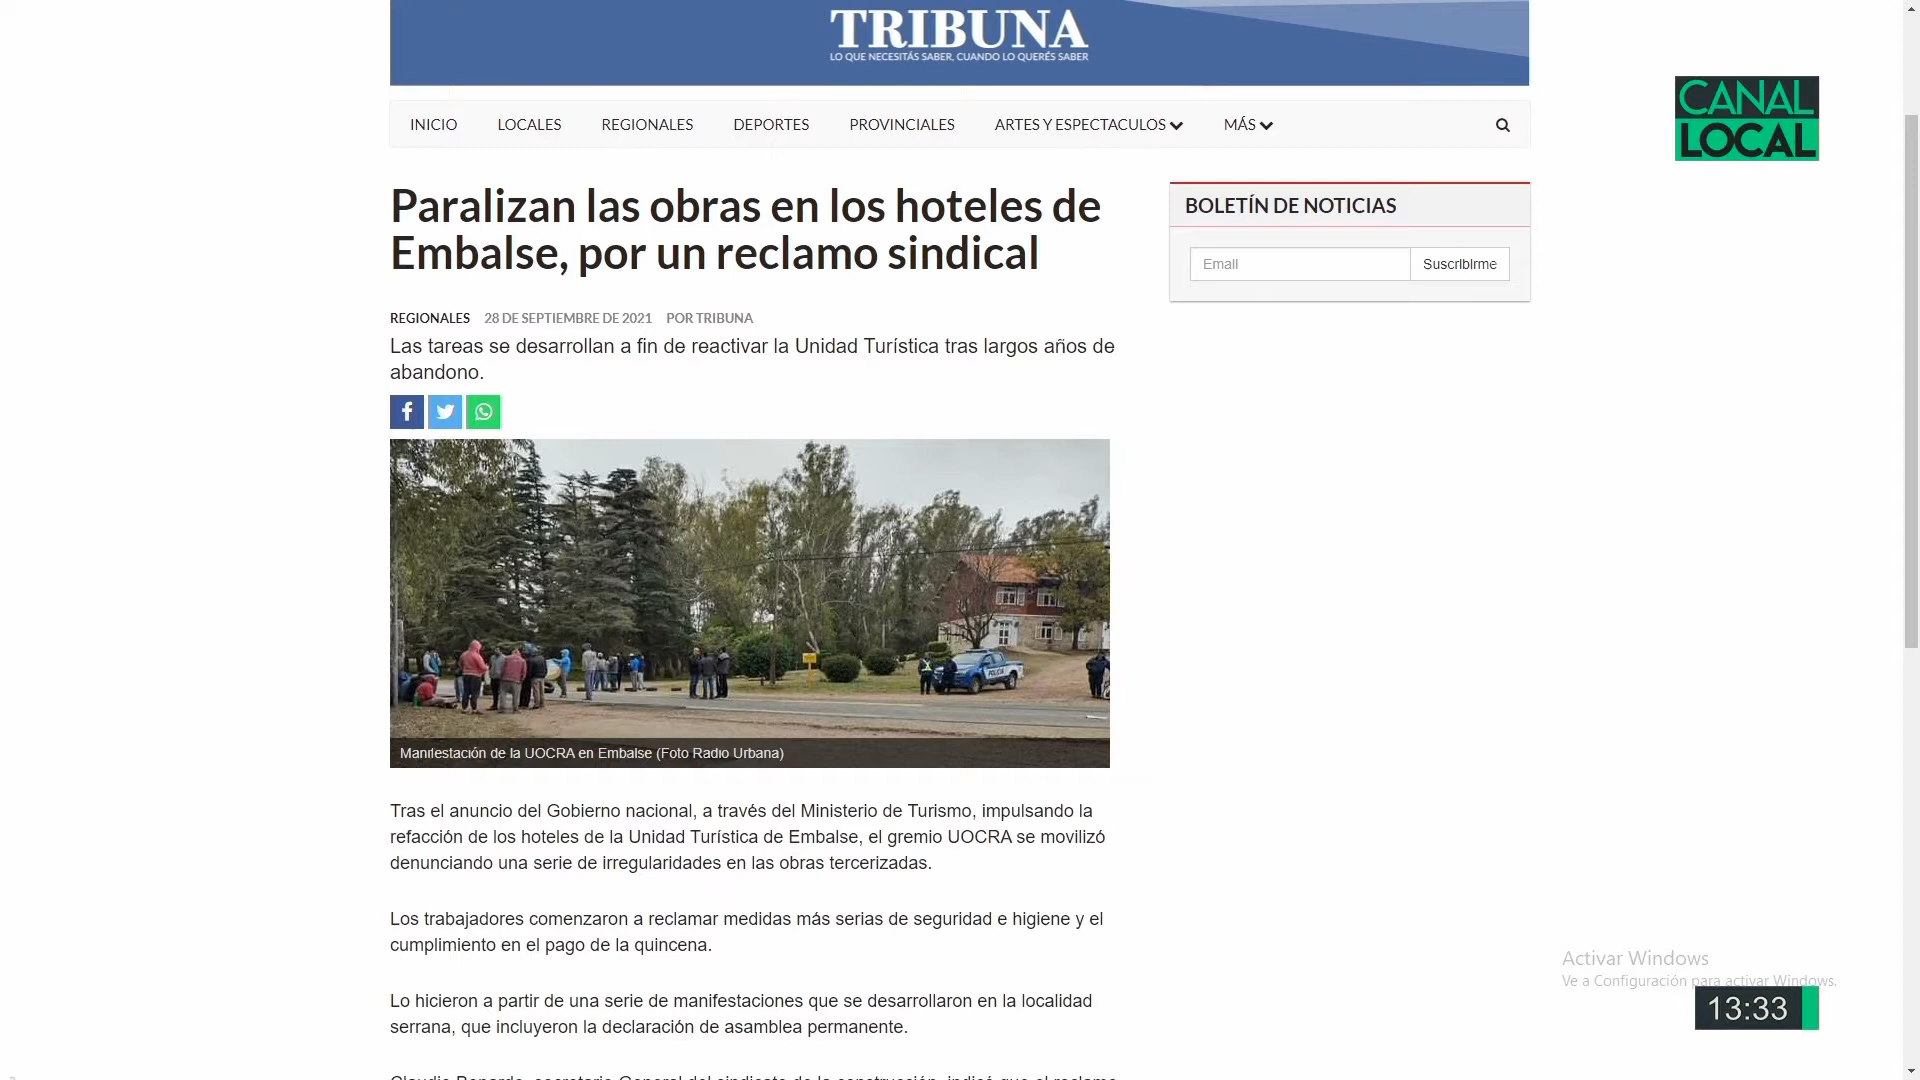 TRIBUNA
LO QUE NECESITÁS SABER, CUANDO LO QUERÉS SABER
CANAL
LOCAL
INICIO LOCALES REGIONALES DEPORTES PROVINCIALES ARTES Y ESPECTACULOS MÁS
Paralizan las obras en los hoteles de
Embalse, por un reclamo sindical
BOLETÍN DE NOTICIAS
Email Suscribirme
REGIONALES 28 DE SEPTIEMBRE DE 2021 POR TRIBUNA
Las tareas se desarrollan a fin de reactivar la Unidad Turística tras largos años de
abandono.
POLICIA
Manifestación de la UOCRA en Embalse (Foto Radio Urbana)
Tras el anuncio del Gobierno nacional, a través del Ministerio de Turismo, impulsando la
refacción de los hoteles de la Unidad Turística de Embalse, el gremio UOCRA se movilizó
denunciando una serie de irregularidades en las obras tercerizadas.
Los trabajadores comenzaron a reclamar medidas más serias de seguridad e higiene y el
cumplimiento en el pago de la quincena.
Lo hicieron a partir de una serie de manifestaciones que se desarrollaron en la localidad
serrana, que incluyeron la declaración de asamblea permanente.
Activar Windows
Ve a Configuración para activar Windows.
13:33